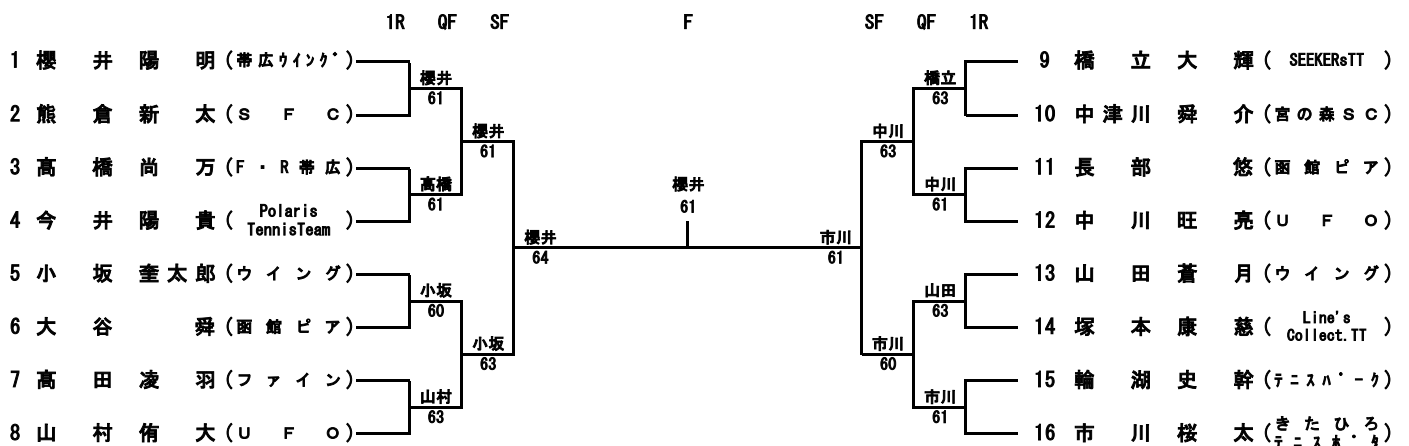 1R QF SF F SF QF 1R
1 櫻井陽明 (帯広ウイング)
2 熊倉新太 (SFC)
3 高橋尚万 (F・R帯広)
4 今井陽貴 (Polaris TennisTeam)
5 小坂奎太郎 (ウイング)
6 大谷舜 (函館ピア)
7 高田凌羽 (ファイン)
8 山村侑大 (UFO)
櫻井
61
高橋
61
小坂
60
山村
63
櫻井
61
小坂
63
櫻井
64
櫻井
61
市川
61
中川
63
市川
60
橋立
63
中川
61
山田
63
市川
61
9 橋立大輝 (SEEKERsTT)
10 中津川舜介 (宮の森SC)
11 長部悠 (函館ピア)
12 中川旺亮 (UFO)
13 山田蒼月 (ウイング)
14 塚本康慈 (Line's Collect.TT)
15 輪湖史幹 (テニスパーク)
16 市川桜太 (きたひろ